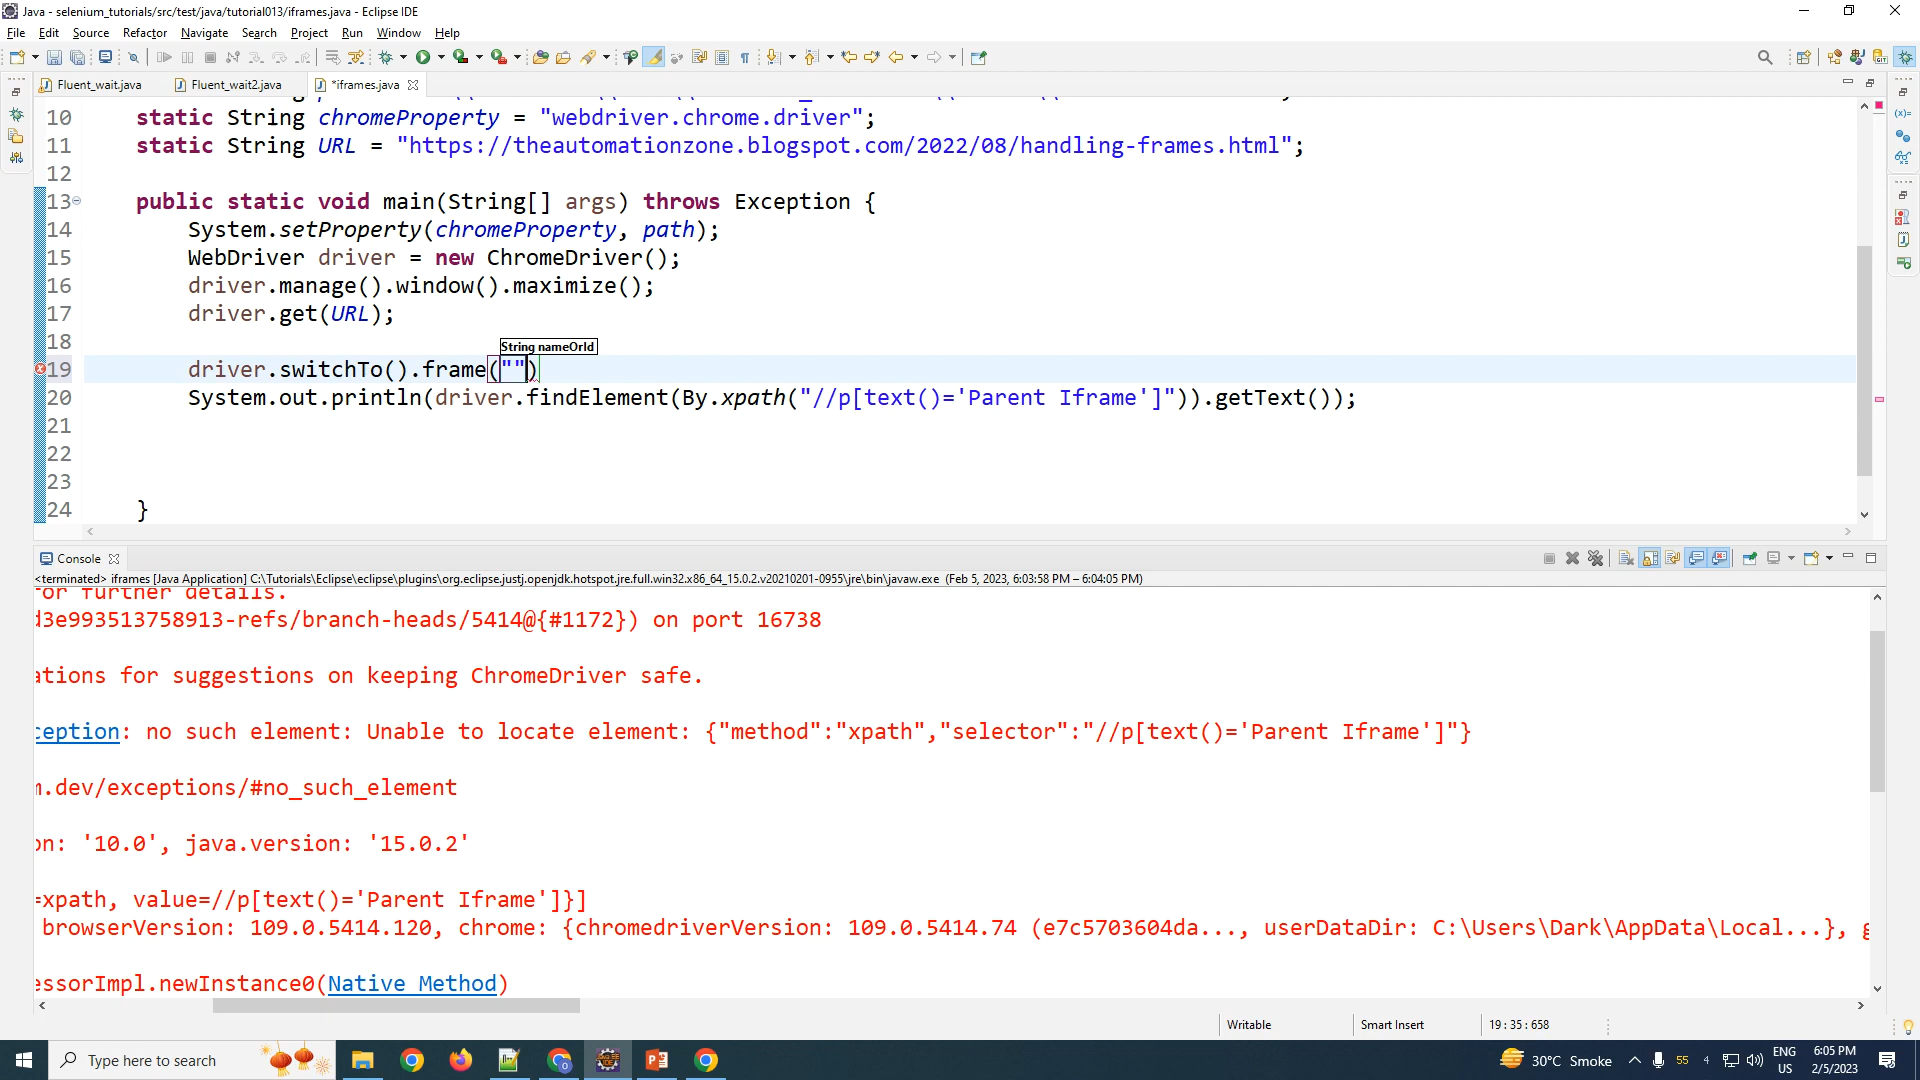 Java - selenium_tutorials/src/test/java/tutorial013/iframes.java - Eclipse IDE
File Edit Source Refactor Navigate Search Project Run Window Help
Fluent_wait.java Fluent_wait2.java *iframes.java
10 static String chromeProperty = "webdriver.chrome.driver";
11 static String URL = "https://theautomationzone.blogspot.com/2022/08/handling-frames.html";
12
13 public static void main(String[] args) throws Exception {
14 System.setProperty(chromeProperty, path);
15 WebDriver driver = new ChromeDriver();
16 driver.manage().window().maximize();
17 driver.get(URL);
18
String nameOrId
19 driver.switchTo().frame("")
20 System.out.println(driver.findElement(By.xpath("//p[text()='Parent Iframe']")).getText());
21
22
23
24 }
Console
<terminated> iframes [Java Application] C:\Tutorials\Eclipse\eclipse\plugins\org.eclipse.justj.openjdk.hotspot.jre.full.win32.x86_64_15.0.2.v20210201-0955\jre\bin\javaw.exe (Feb 5, 2023, 6:03:58 PM – 6:04:05 PM)
or further details.
d3e993513758913-refs/branch-heads/5414@{#1172}) on port 16738
ations for suggestions on keeping ChromeDriver safe.
ception: no such element: Unable to locate element: {"method":"xpath","selector":"//p[text()='Parent Iframe']"}
m.dev/exceptions/#no_such_element
on: '10.0', java.version: '15.0.2'
=xpath, value=//p[text()='Parent Iframe']}]
browserVersion: 109.0.5414.120, chrome: {chromedriverVersion: 109.0.5414.74 (e7c5703604da..., userDataDir: C:\Users\Dark\AppData\Local...}, g
essorImpl.newInstance0(Native Method)
Writable Smart Insert 19 : 35 : 658
Type here to search 30°C Smoke 55 4 ENG US 6:05 PM 2/5/2023